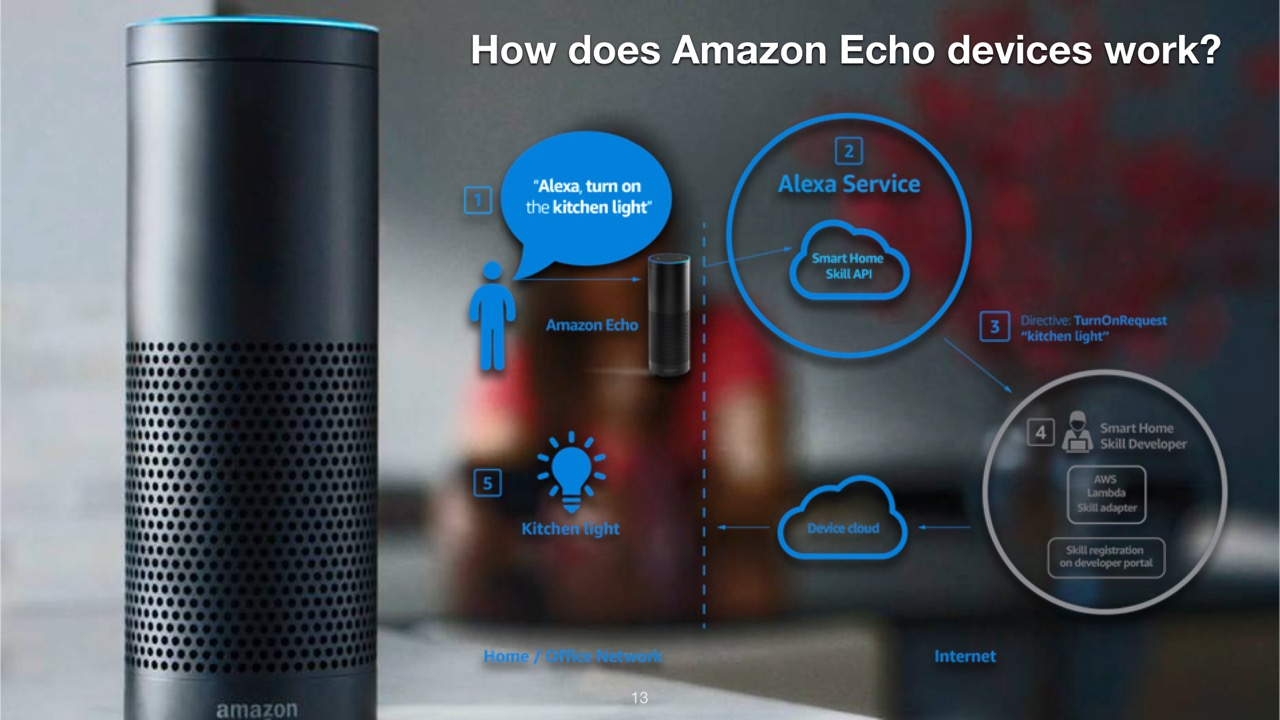 How does Amazon Echo devices work?
1
"Alexa, turn on
the kitchen light"
Amazon Echo
2
Alexa Service
Smart Home
Skill API
3
Directive: TurnOnRequest
"kitchen light"
4
Smart Home
Skill Developer
AWS
Lambda
Skill adapter
Skill registration
on developer portal
Device cloud
5
Kitchen light
Home / Office Network
Internet
amazon
13